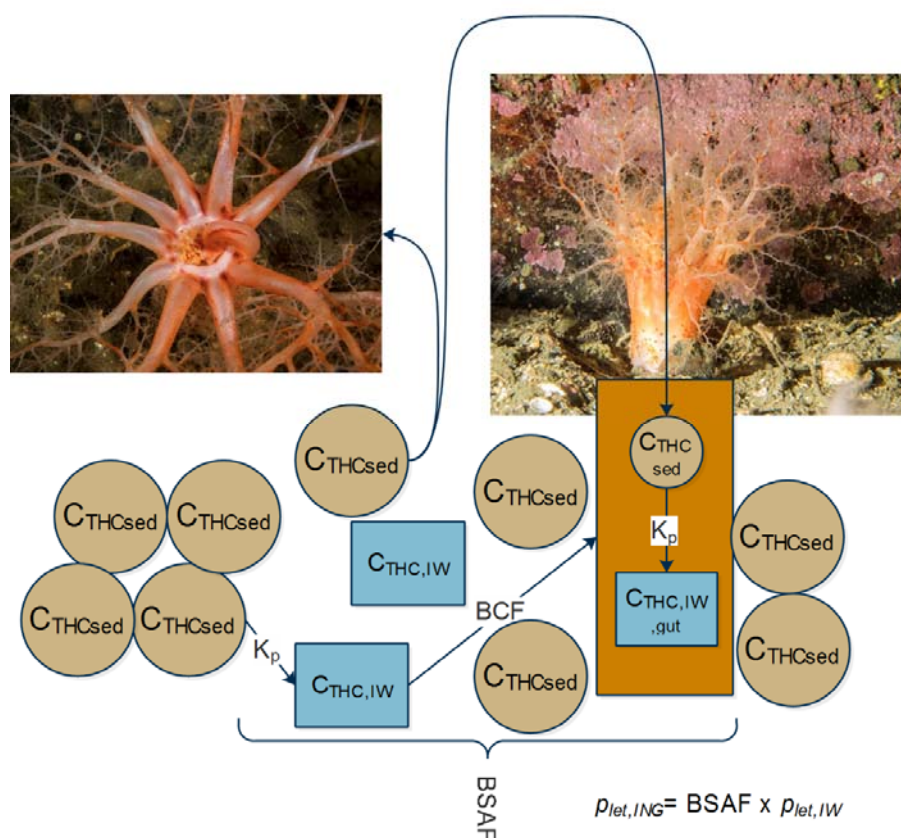 CTHC
sed
CTHCsed
CTHCsed
CTHCsed
CTHCsed
Kp
CTHCsed
CTHC,IW
BCF
CTHC,IW
,gut
CTHCsed
CTHCsed
Kp
CTHC,IW
CTHCsed
CTHCsed
BSAF
plet,ING= BSAF x plet,IW